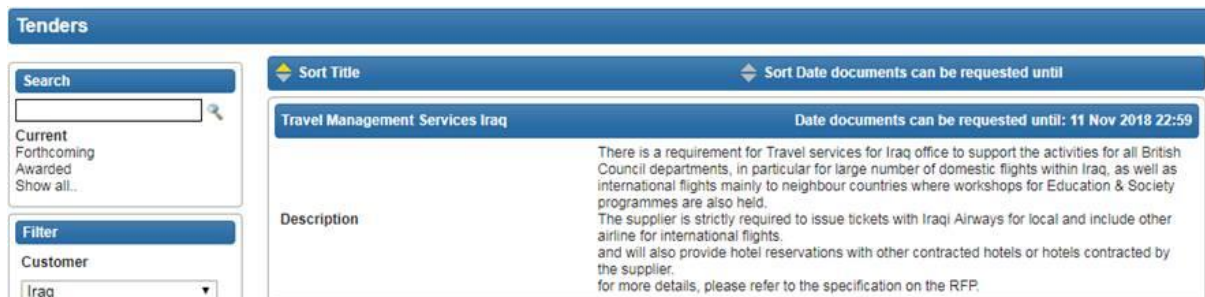 Tenders
Search
Current
Forthcoming
Awarded
Show all..
Filter
Customer
Iraq
Sort Title
Sort Date documents can be requested until
Travel Management Services Iraq
Date documents can be requested until: 11 Nov 2018 22:59
Description
There is a requirement for Travel services for Iraq office to support the activities for all British
Council departments, in particular for large number of domestic flights within Iraq, as well as
international flights mainly to neighbour countries where workshops for Education & Society
programmes are also held.
The supplier is strictly required to issue tickets with Iraqi Airways for local and include other
airline for international flights.
and will also provide hotel reservations with other contracted hotels or hotels contracted by
the supplier.
for more details, please refer to the specification on the RFP.